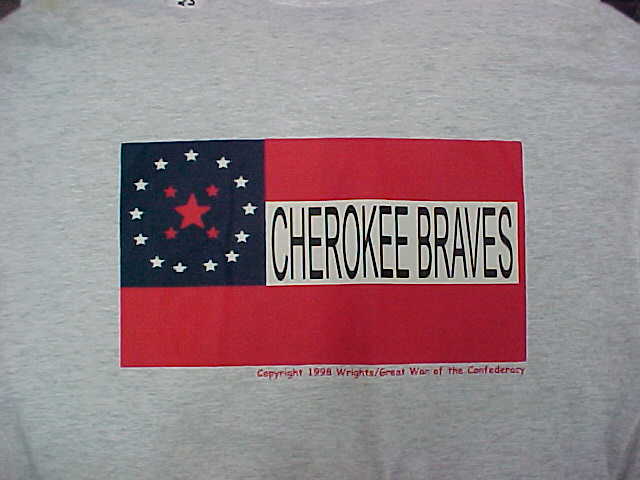 CHEROKEE BRAVES
Copyright 1998 Wrights/Great War of the Confederacy